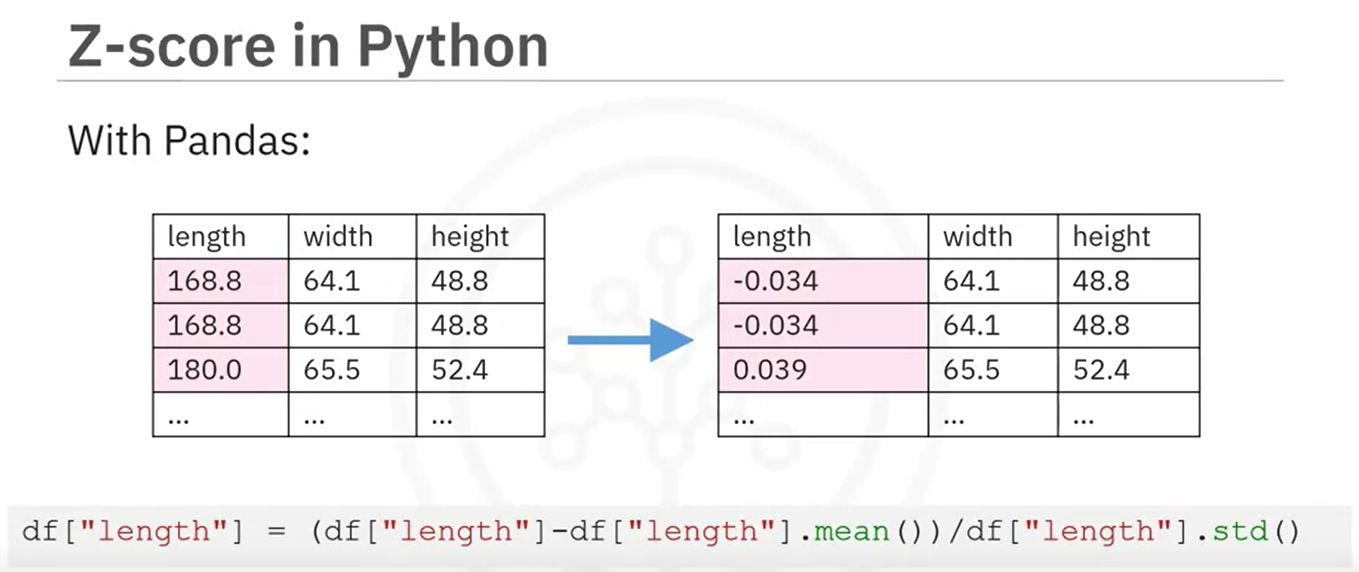 Z-score in Python
With Pandas:
length width height
168.8 64.1 48.8
168.8 64.1 48.8
180.0 65.5 52.4
... ... ...
length width height
-0.034 64.1 48.8
-0.034 64.1 48.8
0.039 65.5 52.4
... ... ...
df["length"] = (df["length"]-df["length"].mean())/df["length"].std()